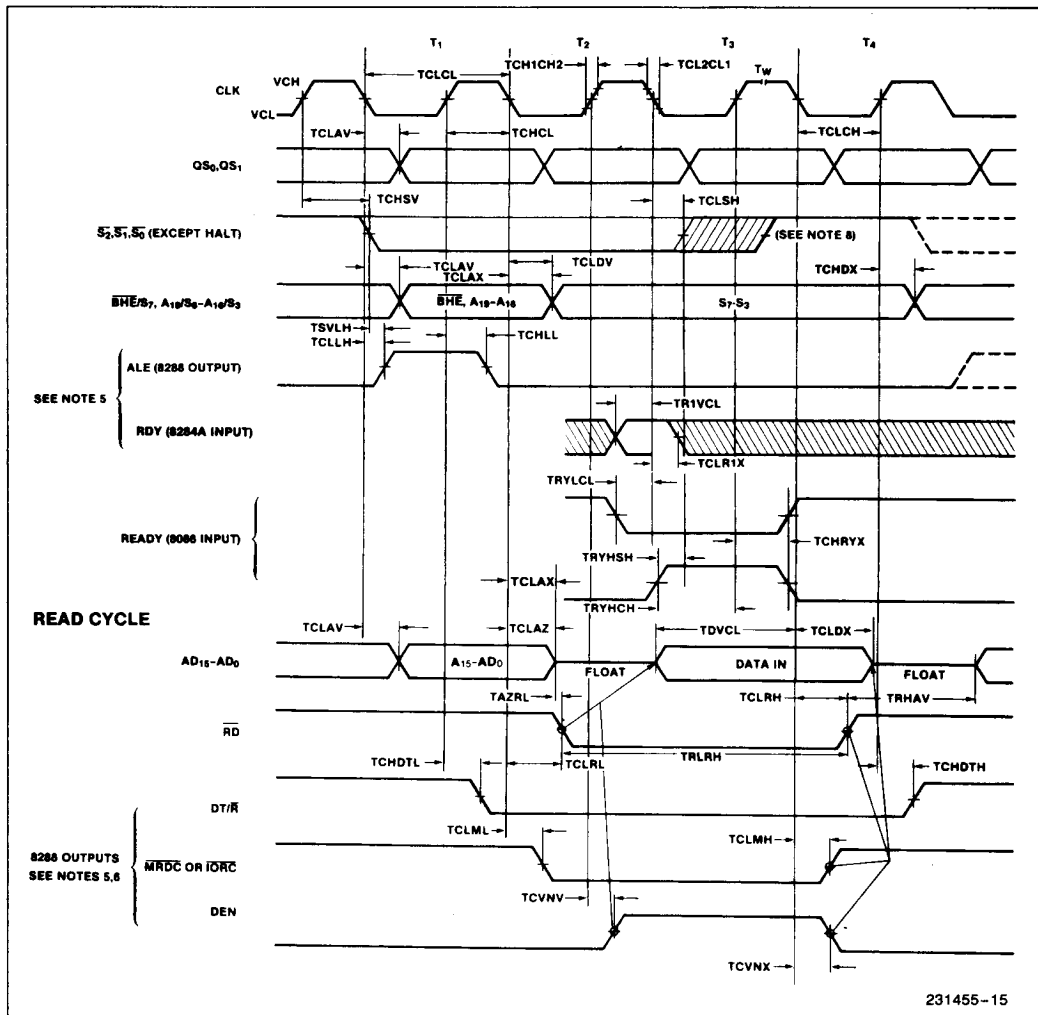 T₁ T₂ T₃ T₄
TCH1CH2 TCL2CL1
TCLCL TW
VCH
CLK
VCL
TCLAV TCHCL TCLCH
QS₀,QS₁
TCHSV TCLSH
S̅₂,S̅₁,S̅₀ (EXCEPT HALT) (SEE NOTE 8)
TCLAV TCLDV TCHDX
TCLAX
B̅H̅E̅/S₇, A₁₉/S₆–A₁₆/S₃ B̅H̅E̅, A₁₉–A₁₆ S₇–S₃
TSVLH
TCLLH TCHLL
ALE (8288 OUTPUT)
SEE NOTE 5
TR1VCL
RDY (8284A INPUT)
TCLR1X
TRYLCL
READY (8086 INPUT) TCHRYX
TRYHSH
TCLAX
TRYHCH
READ CYCLE
TCLAV TCLAZ TDVCL TCLDX
AD₁₅–AD₀ A₁₅–AD₀ FLOAT DATA IN FLOAT
TAZRL TCLRH TRHAV
R̅D̅
TCHDTL TCLRL TRLRH TCHDTH
DT/R̅
TCLML TCLMH
8288 OUTPUTS
SEE NOTES 5,6
M̅R̅D̅C̅ OR I̅O̅R̅C̅
TCVNV
DEN
TCVNX
231455–15